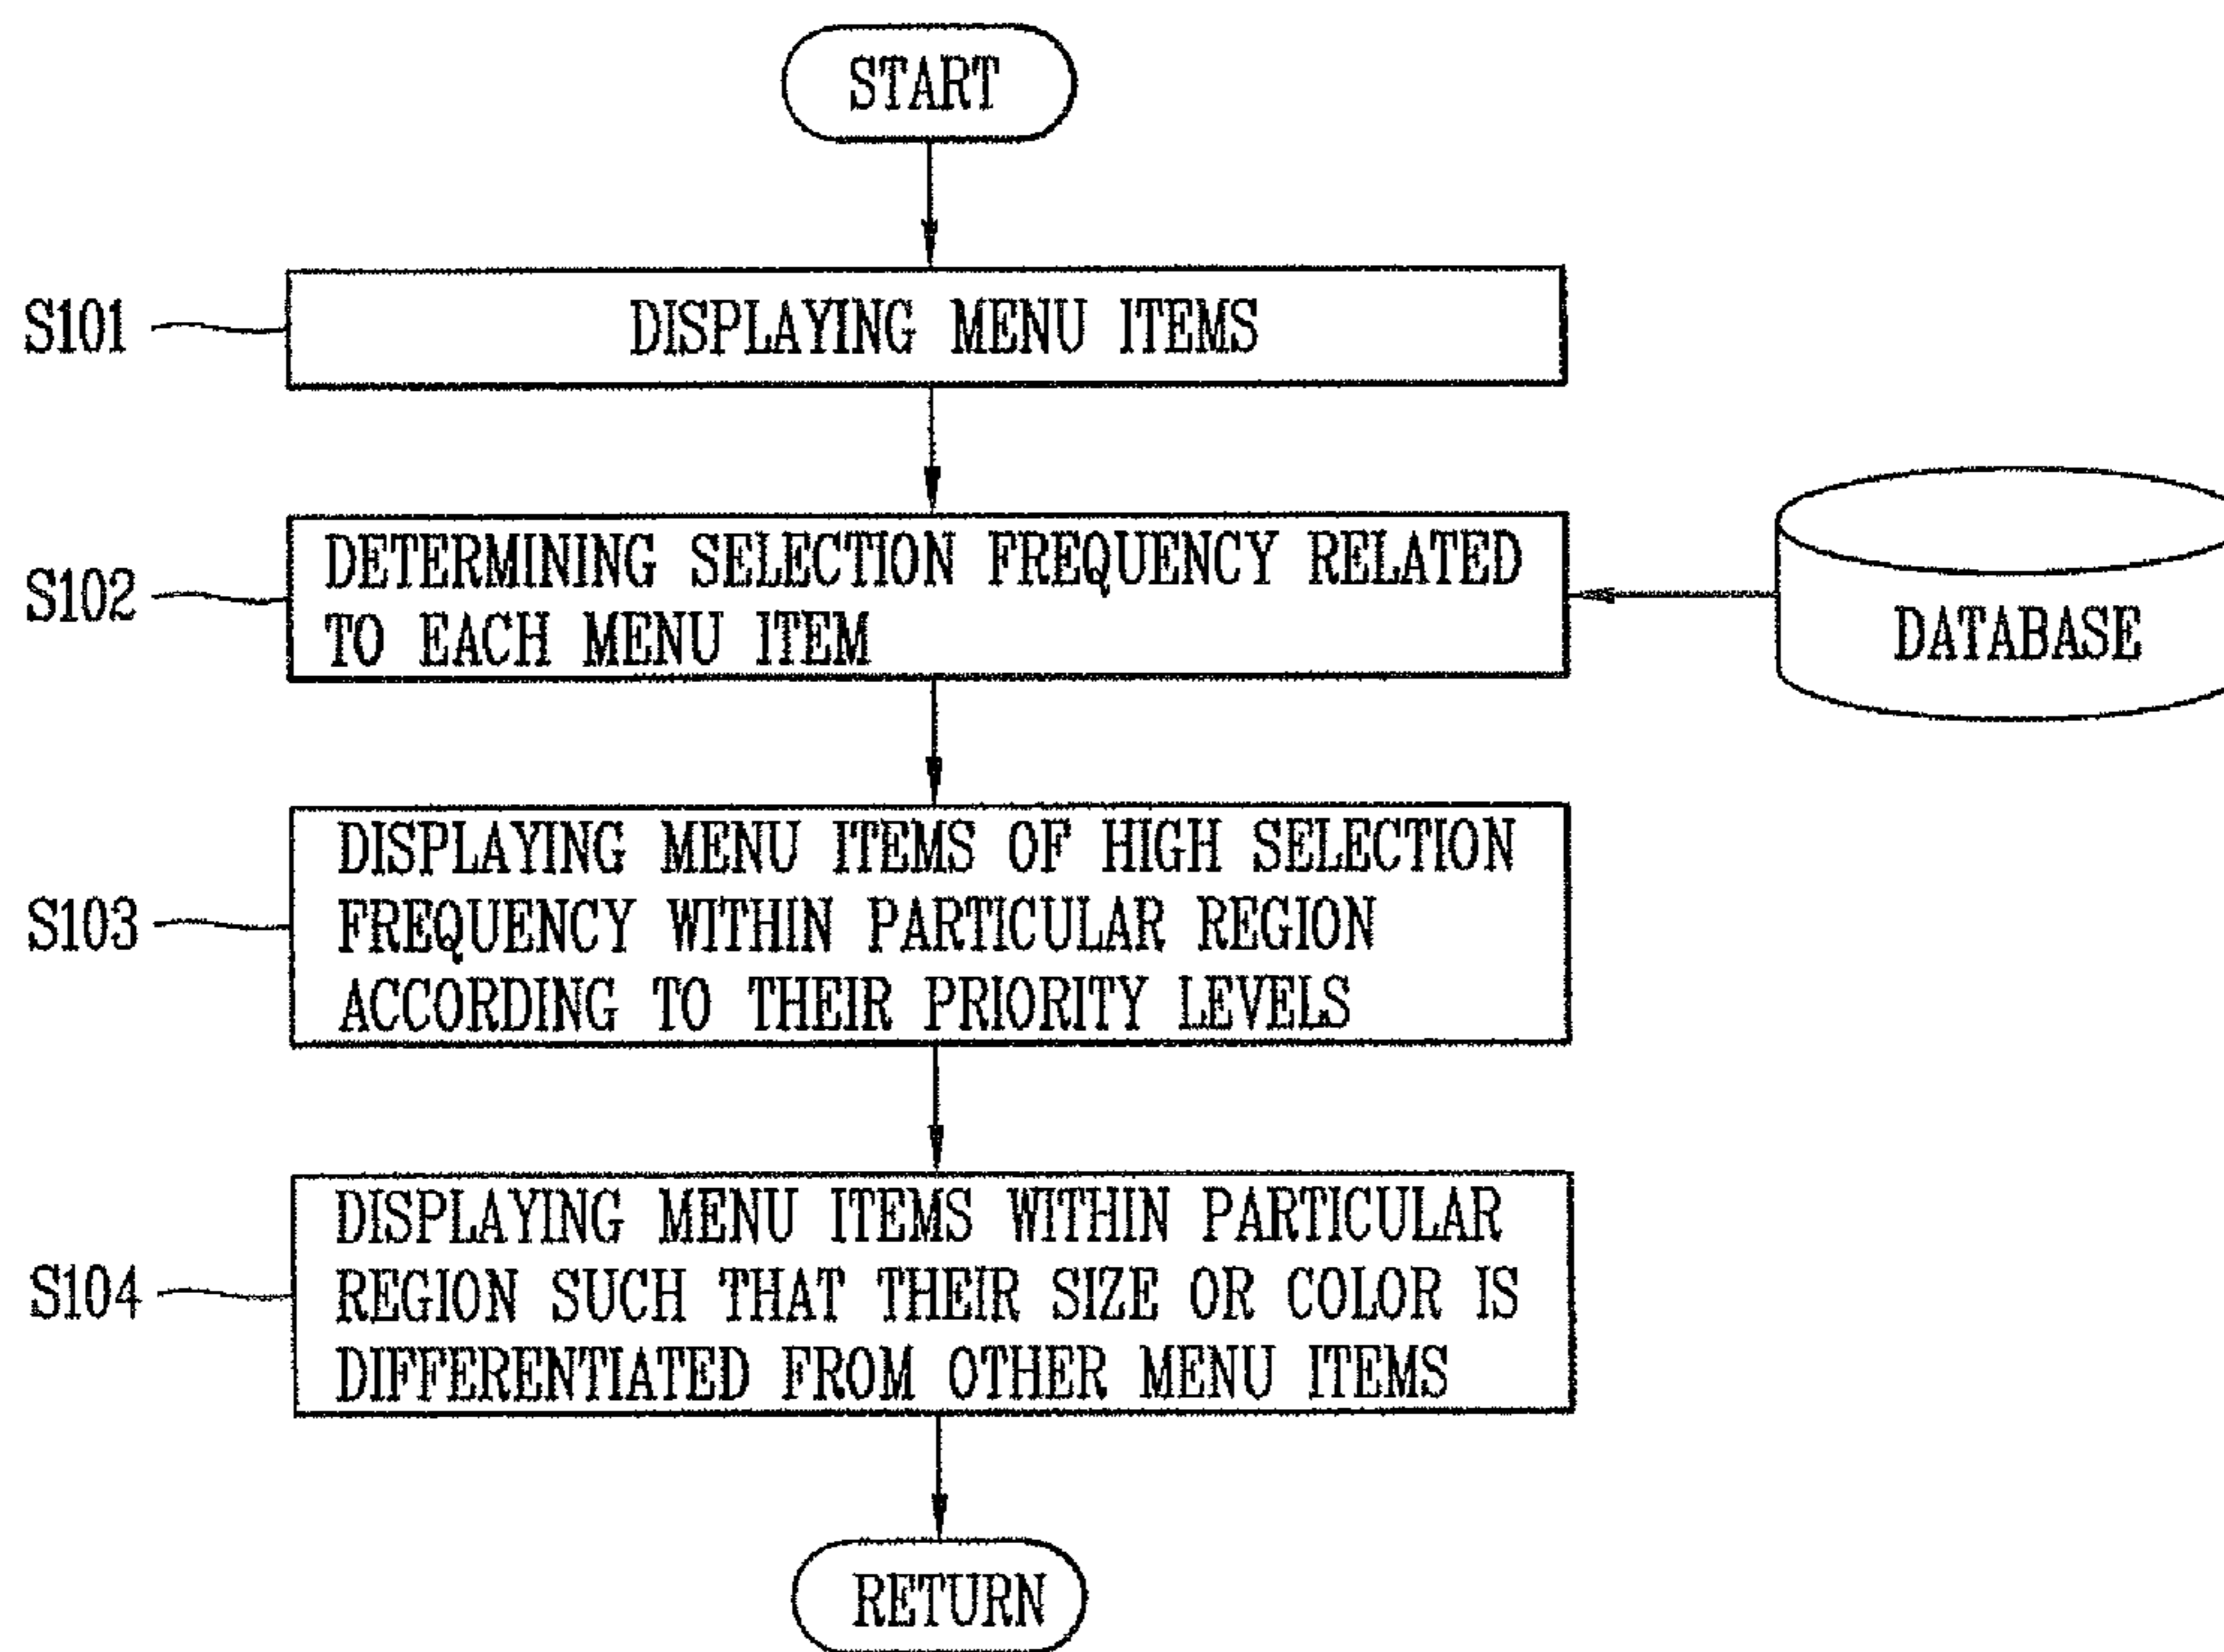 START
S101
DISPLAYING MENU ITEMS
S102
DETERMINING SELECTION FREQUENCY RELATED
TO EACH MENU ITEM
DATABASE
S103
DISPLAYING MENU ITEMS OF HIGH SELECTION
FREQUENCY WITHIN PARTICULAR REGION
ACCORDING TO THEIR PRIORITY LEVELS
S104
DISPLAYING MENU ITEMS WITHIN PARTICULAR
REGION SUCH THAT THEIR SIZE OR COLOR IS
DIFFERENTIATED FROM OTHER MENU ITEMS
RETURN